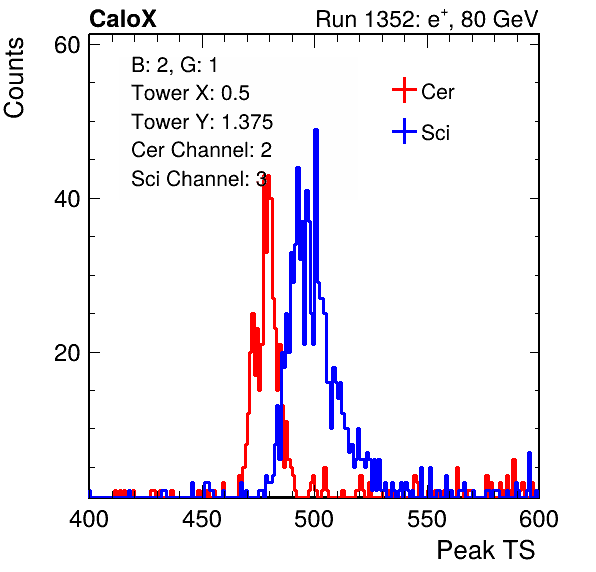 CaloX Run 1352: e+, 80 GeV
Counts
60
B: 2, G: 1
Tower X: 0.5
Tower Y: 1.375
Cer Channel: 2
Sci Channel: 3
Cer
Sci
40
20
400 450 500 550 600
Peak TS